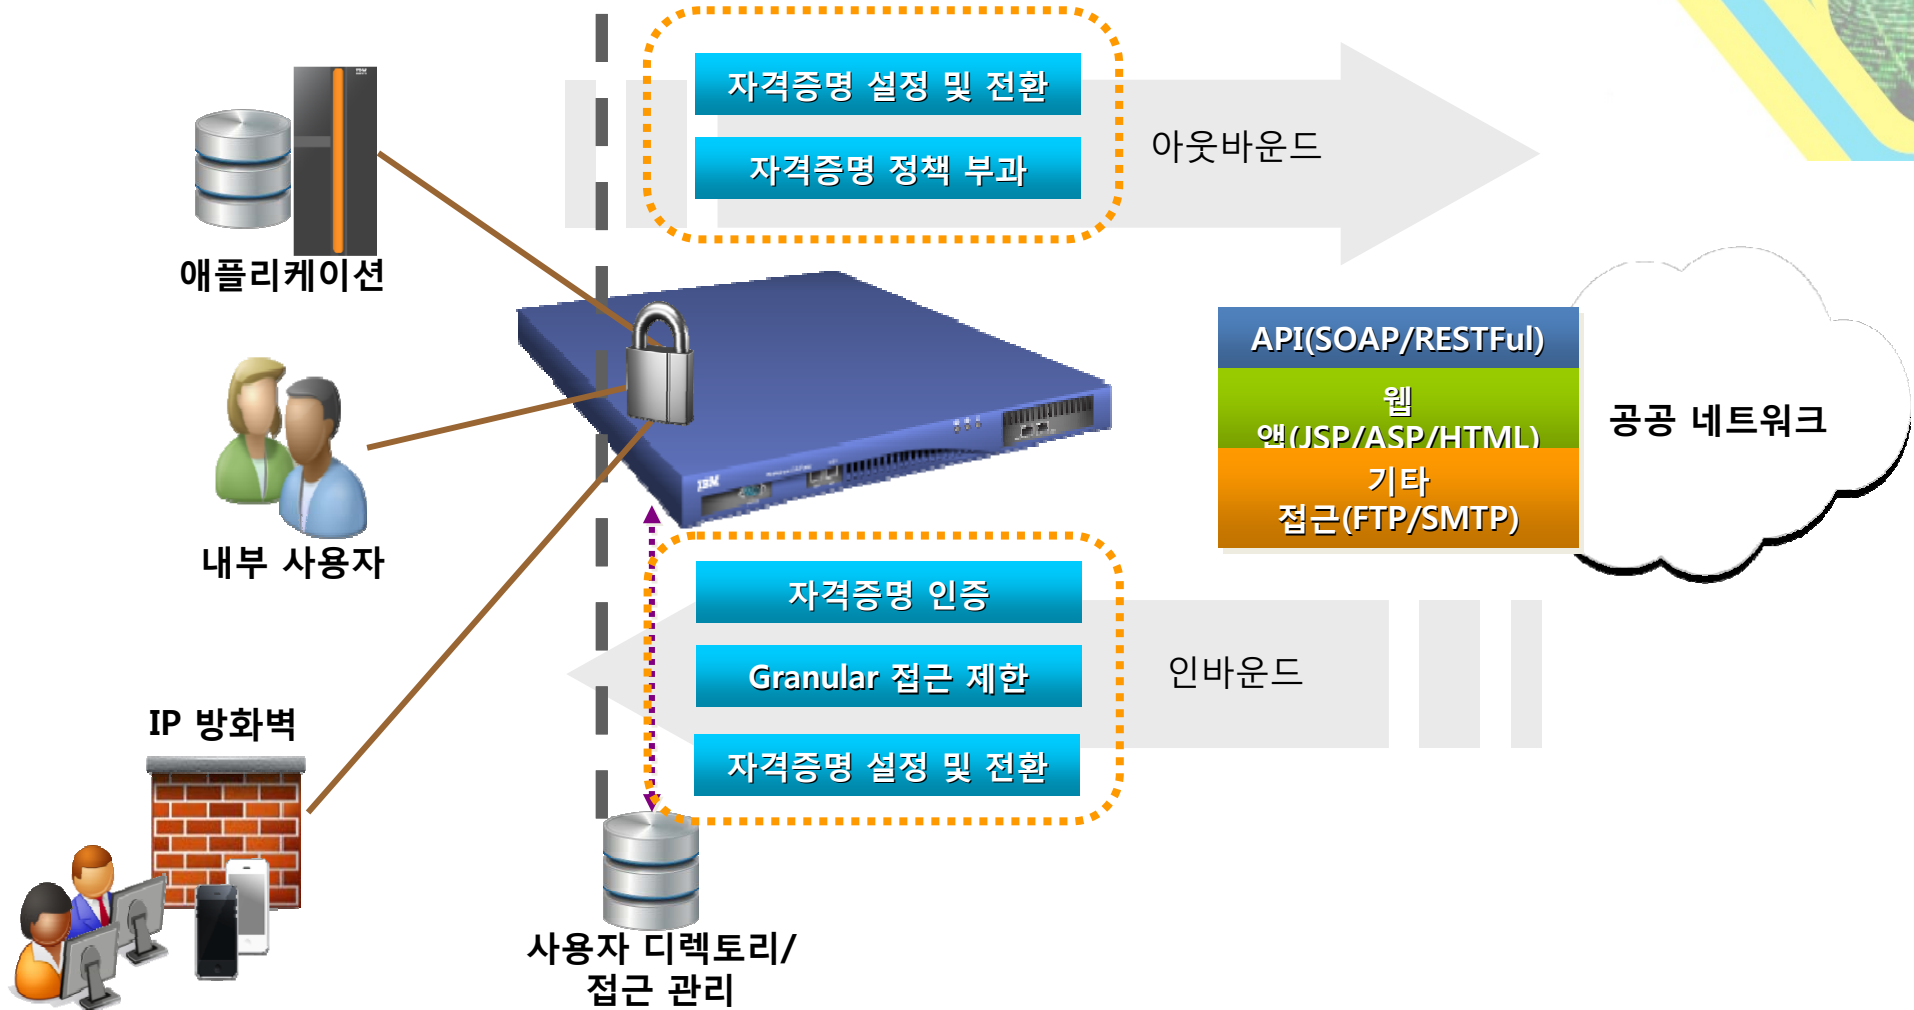 자격증명 설정 및 전환
자격증명 정책 부과
아웃바운드
애플리케이션
API(SOAP/RESTFul)
웹
앱(JSP/ASP/HTML)
기타
접근(FTP/SMTP)
공공 네트워크
내부 사용자
IBM
자격증명 인증
Granular 접근 제한
자격증명 설정 및 전환
인바운드
IP 방화벽
사용자 디렉토리/
접근 관리